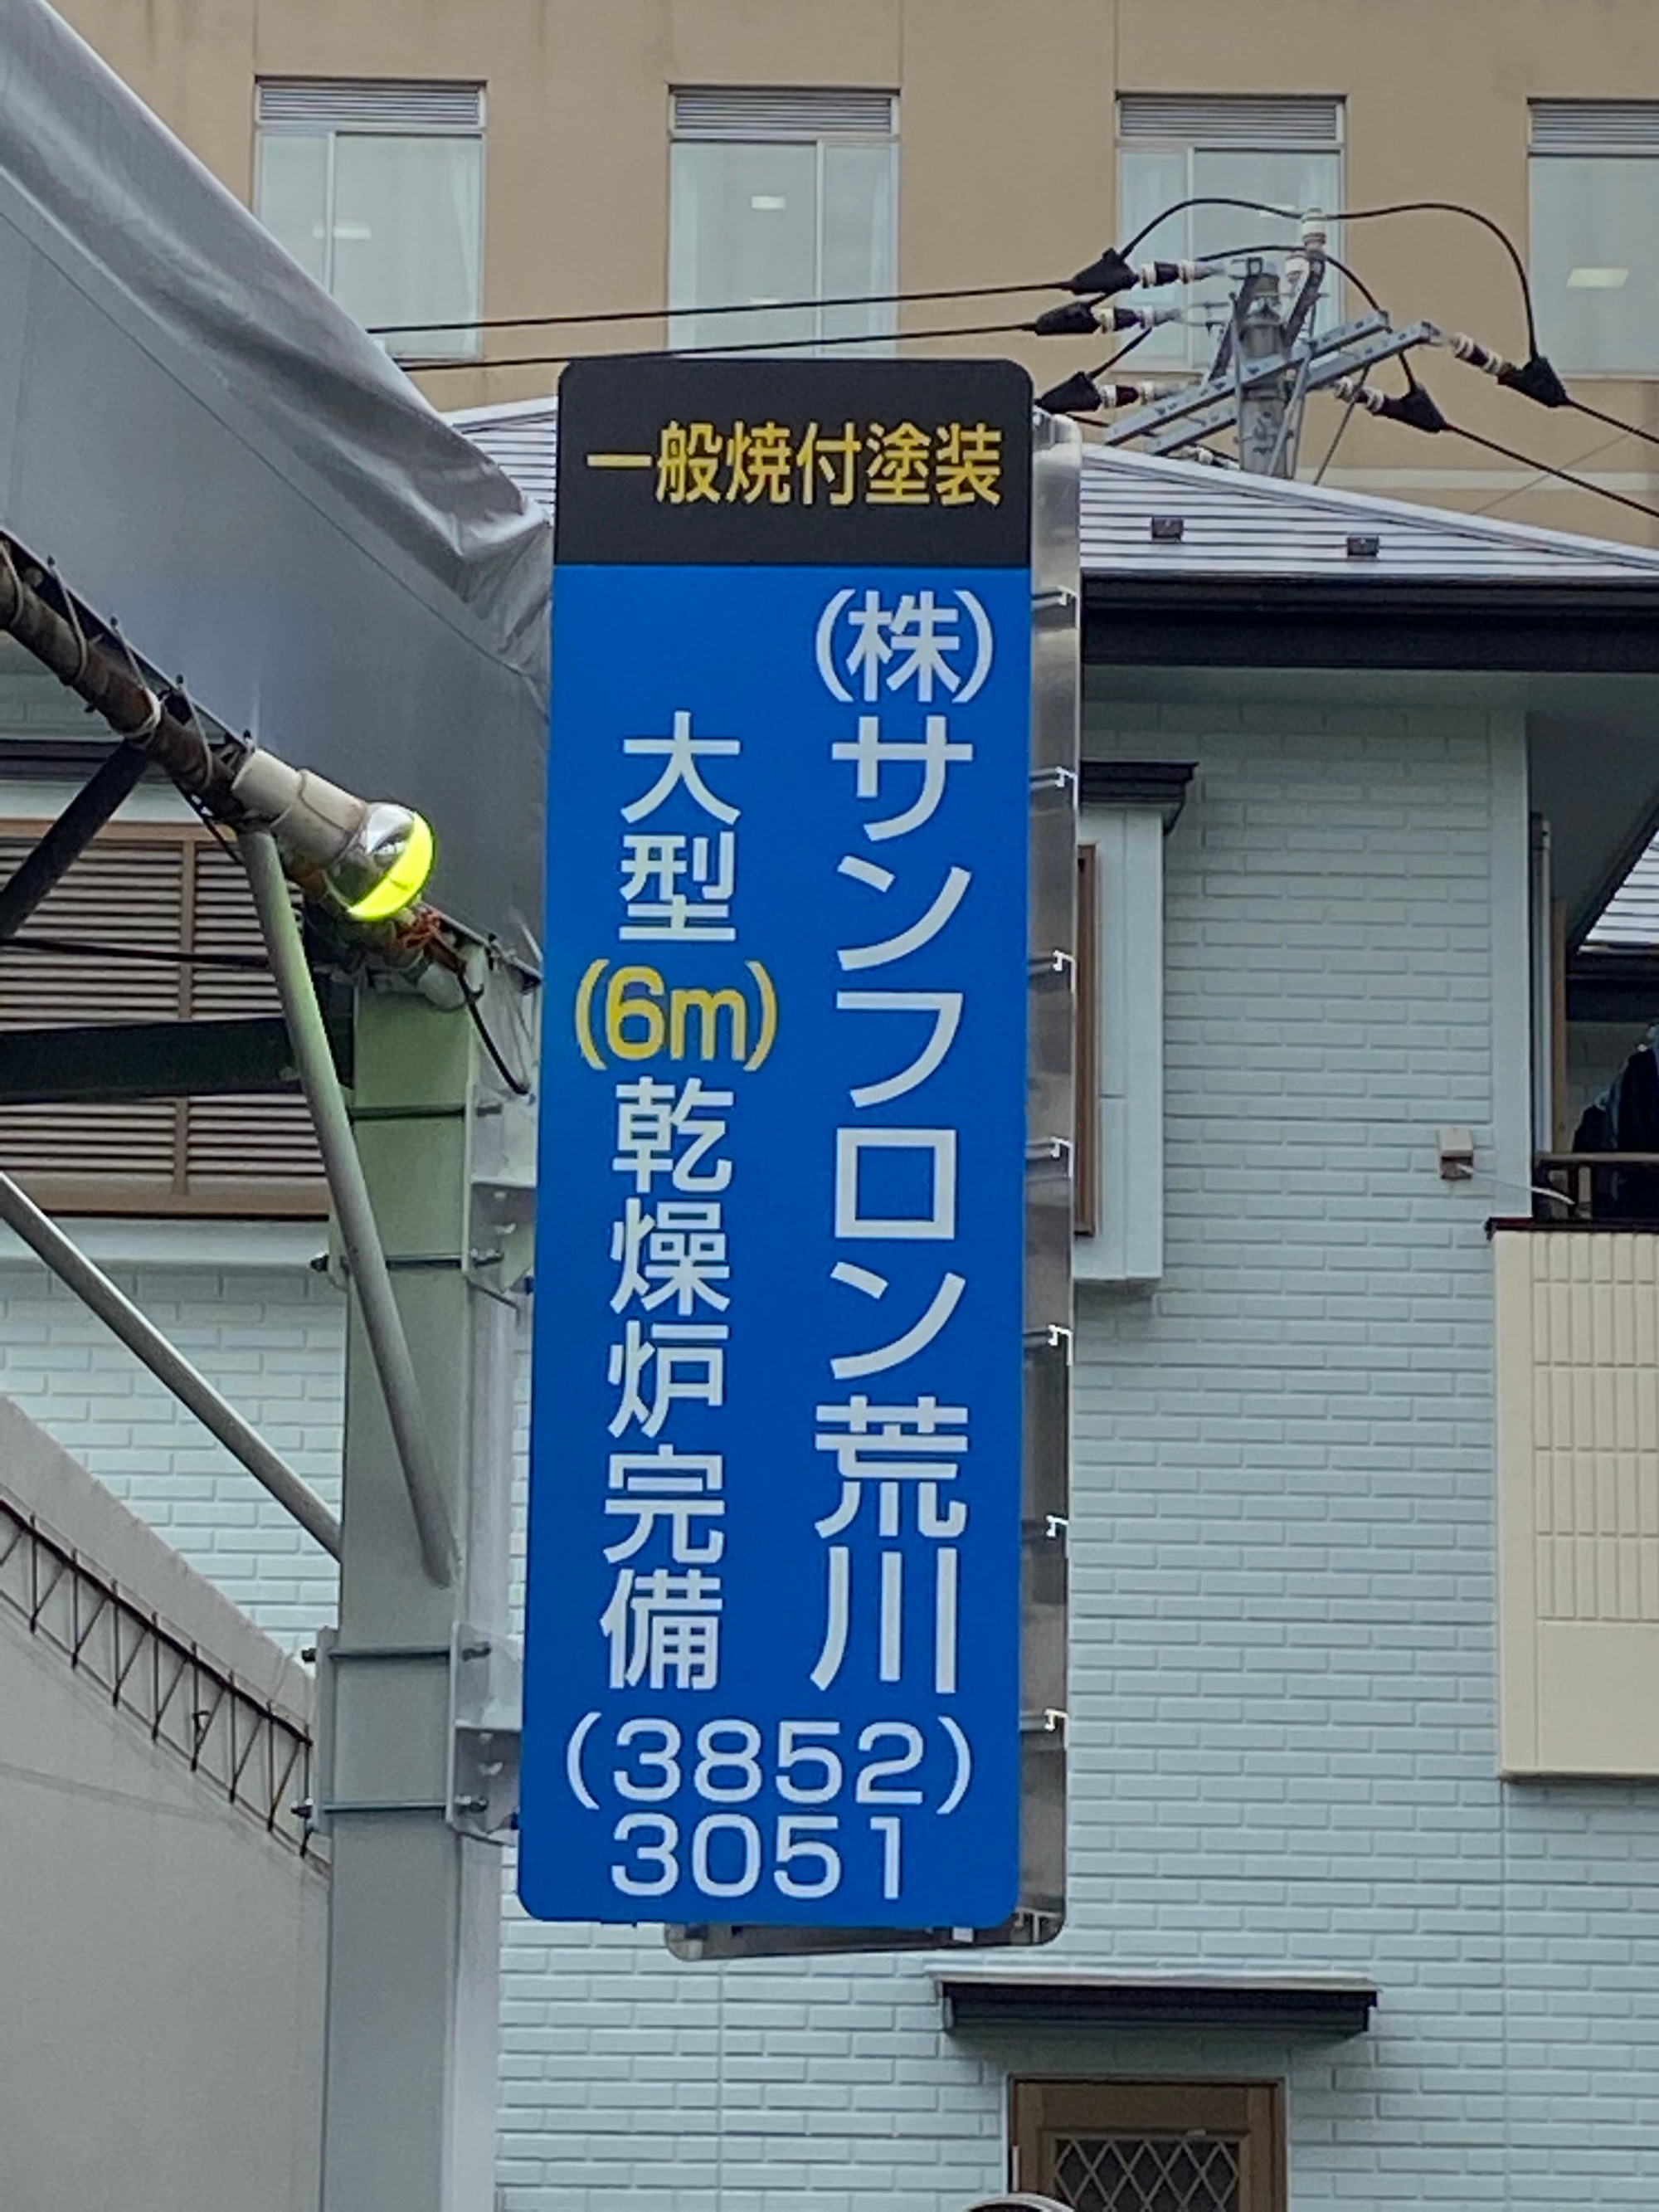 一般焼付塗装
(株)サンフロン荒川
大型(6m)乾燥炉完備
(3852)
3051